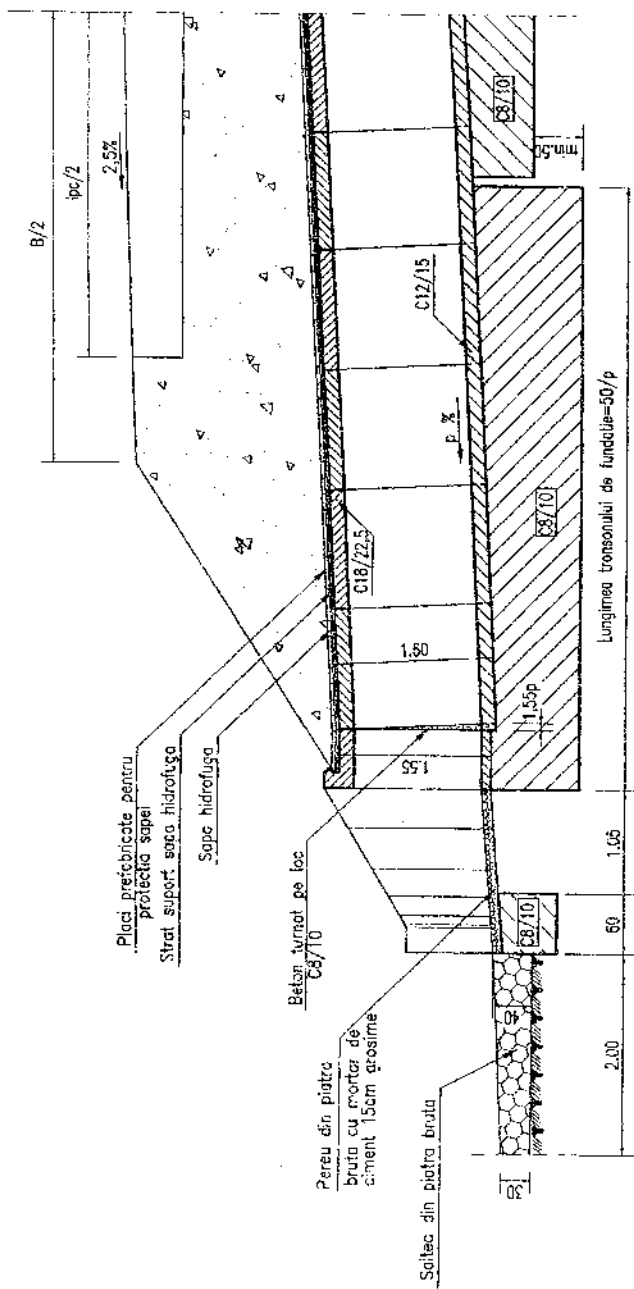 B/2
ipc/2
2,5%
Placi prefabricate pentru
protectia sapei
Strat suport sapa hidrofuga
Sapa hidrofuga
Beton turnat pe loc
C8/10
Pereu din piatra
bruta cu mortar de
ciment 15cm grosime
Saltea din piatra bruta
C18/22,5
C12/15
p %
1.60
1.55
1,55p
C8/10
C8/10
C8/10
min.50
Lungimea tronsonului de fundatie=50/p
40
30
2.00
60
1.05